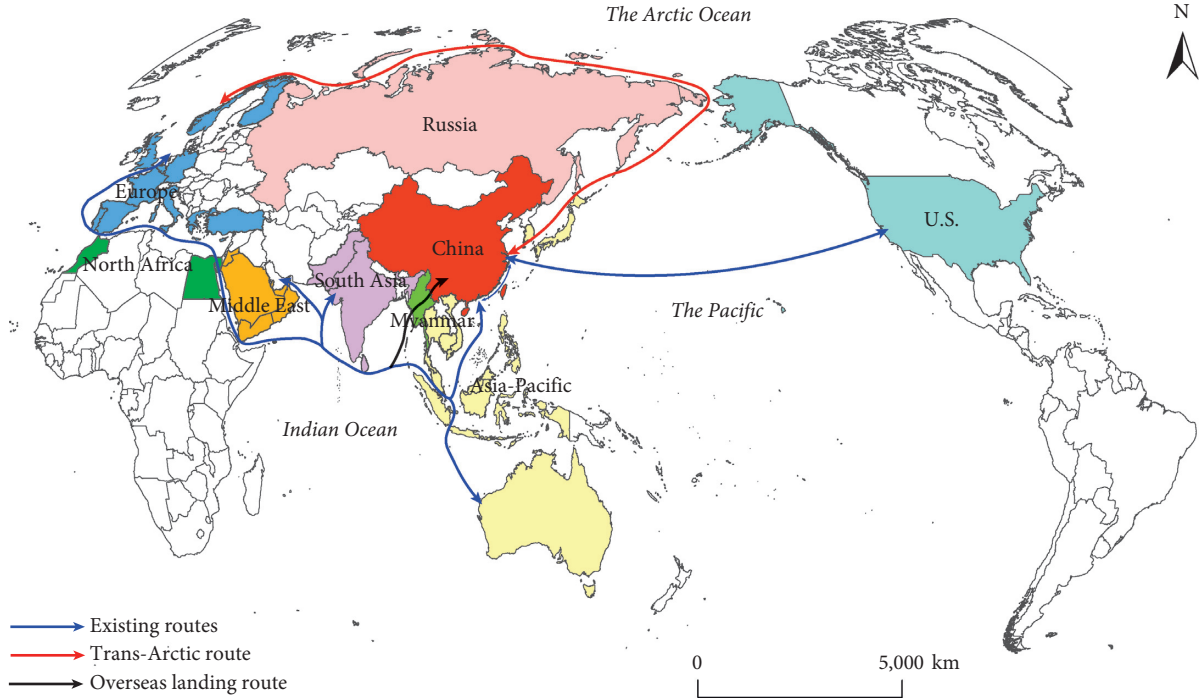 The Arctic Ocean
N
Russia
Europe
China
U.S.
North Africa
South Asia
Middle East
Myanmar
The Pacific
Asia-Pacific
Indian Ocean
Existing routes
Trans-Arctic route
Overseas landing route
0
5,000 km